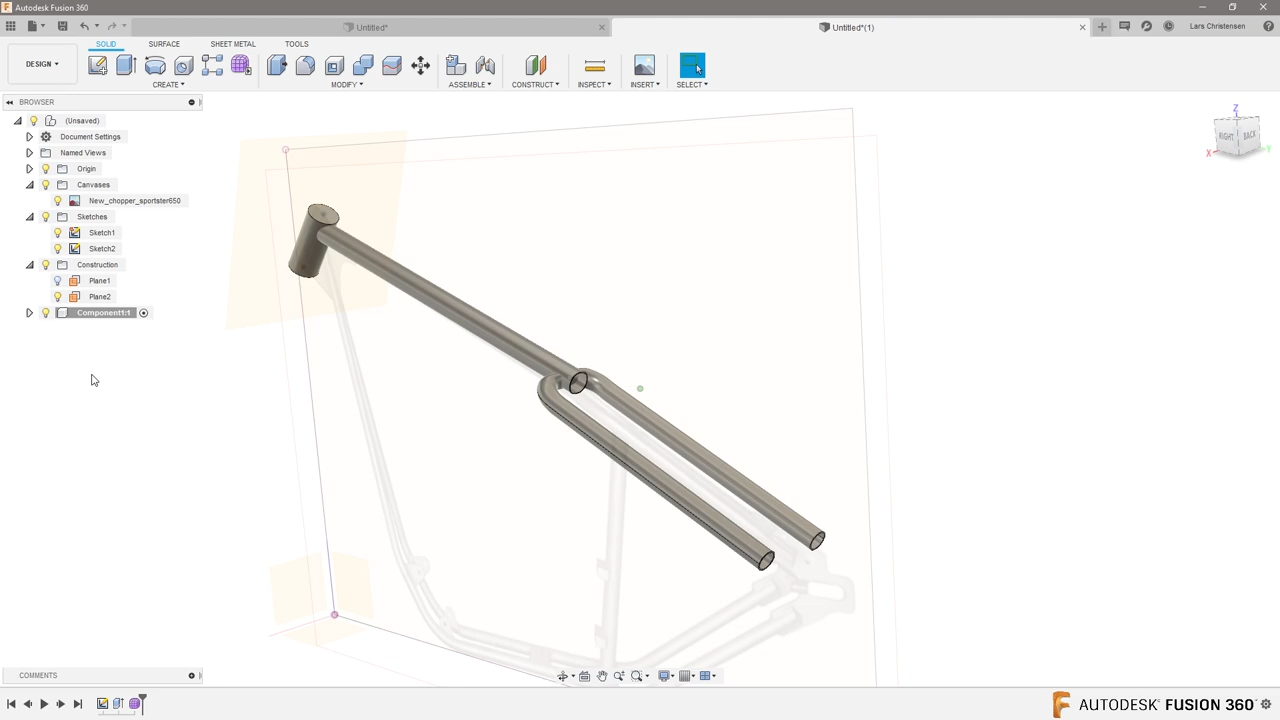 Autodesk Fusion 360
Untitled*
Untitled*(1)
Lars Christensen
SOLID
SURFACE
SHEET METAL
TOOLS
DESIGN
CREATE
MODIFY
ASSEMBLE
CONSTRUCT
INSPECT
INSERT
SELECT
BROWSER
(Unsaved)
Document Settings
Named Views
Origin
Canvases
New_chopper_sportster650
Sketches
Sketch1
Sketch2
Construction
Plane1
Plane2
Component1:1
Z
RIGHT
BACK
X
Y
COMMENTS
AUTODESK® FUSION 360™